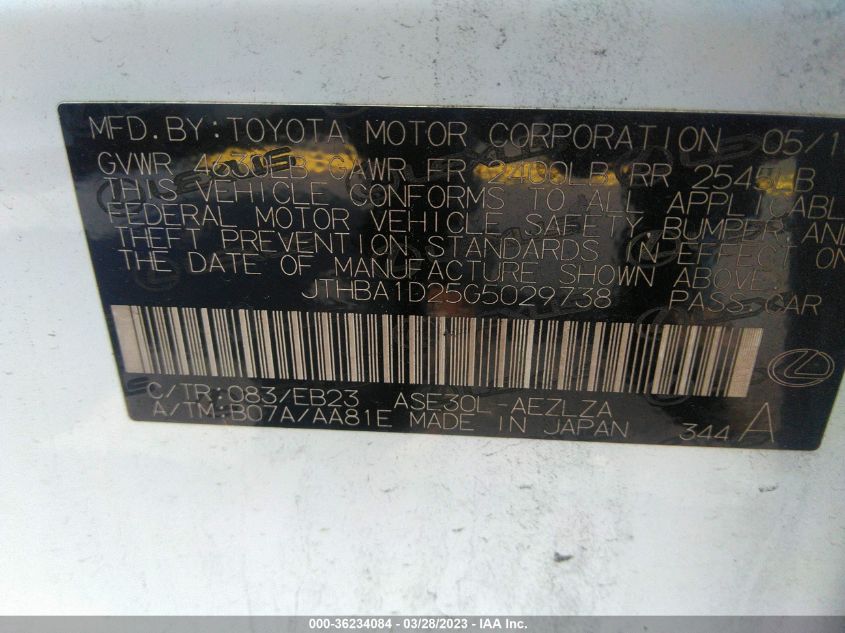 MFD. BY: TOYOTA MOTOR CORPORATION 05/1
GVWR 4630LB GAWR FR 2400LB RR 2545LB
THIS VEHICLE CONFORMS TO ALL APPLICABL
FEDERAL MOTOR VEHICLE SAFETY, BUMPER, AND
THEFT PREVENTION STANDARDS IN EFFECT ON
THE DATE OF MANUFACTURE SHOWN ABOVE.
JTHBA1D25G5029738 PASS.CAR
C/TR: 083/EB23 ASE30L-AEZLZA
A/TM: B07A/AA81E MADE IN JAPAN 344 A
000-36234084 - 03/28/2023 - IAA Inc.